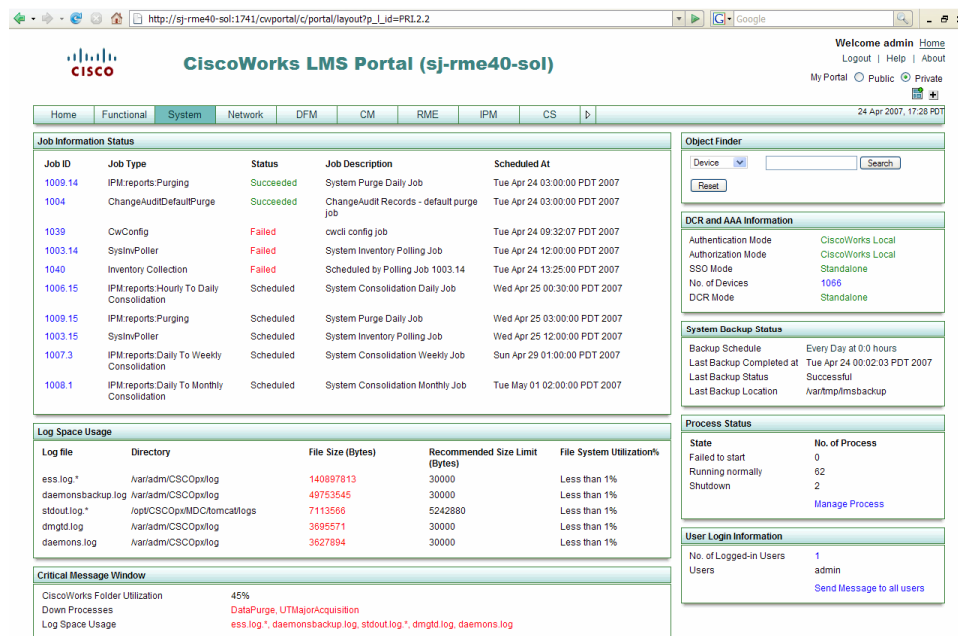 http://sj-rme40-sol:1741/cwportal/c/portal/layout?p_l_id=PRI.2.2
Google
CISCO
CiscoWorks LMS Portal (sj-rme40-sol)
Welcome admin Home
Logout | Help | About
My Portal Public Private
Home Functional System Network DFM CM RME IPM CS
24 Apr 2007, 17:28 PDT
Job Information Status
Job ID Job Type Status Job Description Scheduled At
1009.14 IPM:reports:Purging Succeeded System Purge Daily Job Tue Apr 24 03:00:00 PDT 2007
1004 ChangeAuditDefaultPurge Succeeded ChangeAudit Records - default purge Tue Apr 24 03:00:00 PDT 2007
job
1039 CwConfig Failed cwcli config job Tue Apr 24 09:32:07 PDT 2007
1003.14 SysInvPoller Failed System Inventory Polling Job Tue Apr 24 12:00:00 PDT 2007
1040 Inventory Collection Failed Scheduled by Polling Job 1003.14 Tue Apr 24 13:25:00 PDT 2007
1006.15 IPM:reports:Hourly To Daily Scheduled System Consolidation Daily Job Wed Apr 25 00:30:00 PDT 2007
Consolidation
1009.15 IPM:reports:Purging Scheduled System Purge Daily Job Wed Apr 25 03:00:00 PDT 2007
1003.15 SysInvPoller Scheduled System Inventory Polling Job Wed Apr 25 12:00:00 PDT 2007
1007.3 IPM:reports:Daily To Weekly Scheduled System Consolidation Weekly Job Sun Apr 29 01:00:00 PDT 2007
Consolidation
1008.1 IPM:reports:Daily To Monthly Scheduled System Consolidation Monthly Job Tue May 01 02:00:00 PDT 2007
Consolidation
Log Space Usage
Log file Directory File Size (Bytes) Recommended Size Limit File System Utilization%
(Bytes)
ess.log.* /var/adm/CSCOpx/log 140897813 30000 Less than 1%
daemonsbackup.log /var/adm/CSCOpx/log 49753545 30000 Less than 1%
stdout.log.* /opt/CSCOpx/MDC/tomcat/logs 7113566 5242880 Less than 1%
dmgtd.log /var/adm/CSCOpx/log 3695571 30000 Less than 1%
daemons.log /var/adm/CSCOpx/log 3627894 30000 Less than 1%
Critical Message Window
CiscoWorks Folder Utilization 45%
Down Processes DataPurge, UTMajorAcquisition
Log Space Usage ess.log.*, daemonsbackup.log, stdout.log.*, dmgtd.log, daemons.log
Object Finder
Device Search
Reset
DCR and AAA Information
Authentication Mode CiscoWorks Local
Authorization Mode CiscoWorks Local
SSO Mode Standalone
No. of Devices 1066
DCR Mode Standalone
System Backup Status
Backup Schedule Every Day at 0:0 hours
Last Backup Completed at Tue Apr 24 00:02:03 PDT 2007
Last Backup Status Successful
Last Backup Location /var/tmp/lmsbackup
Process Status
State No. of Process
Failed to start 0
Running normally 62
Shutdown 2
Manage Process
User Login Information
No. of Logged-in Users 1
Users admin
Send Message to all users